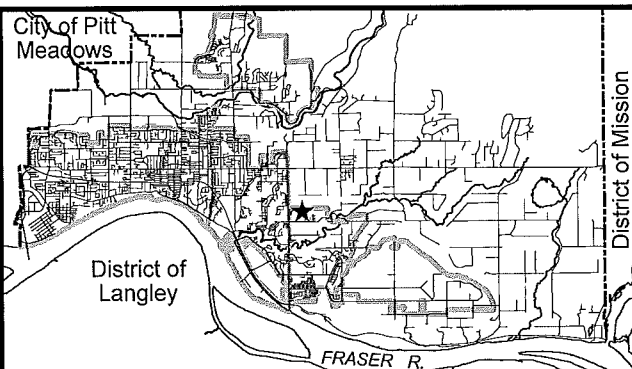 City of Pitt
Meadows
District of Mission
District of
Langley
FRASER R.